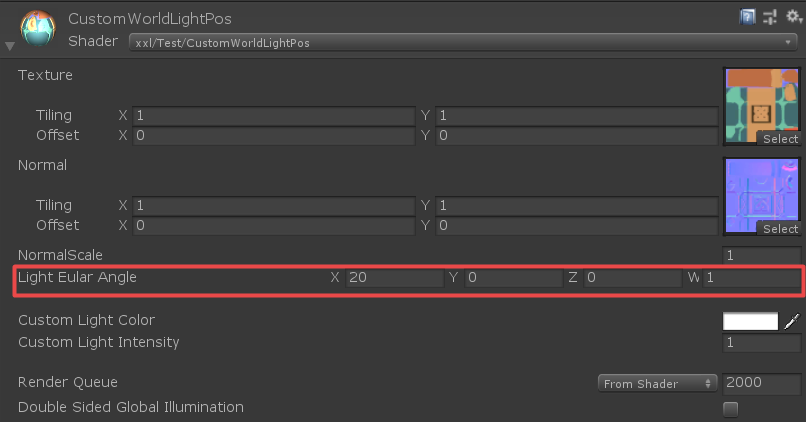 CustomWorldLightPos
Shader xxl/Test/CustomWorldLightPos
Texture
Tiling X 1 Y 1
Offset X 0 Y 0
Select
Normal
Tiling X 1 Y 1
Offset X 0 Y 0
Select
NormalScale 1
Light Eular Angle X 20 Y 0 Z 0 W 1
Custom Light Color
Custom Light Intensity 1
Render Queue From Shader 2000
Double Sided Global Illumination